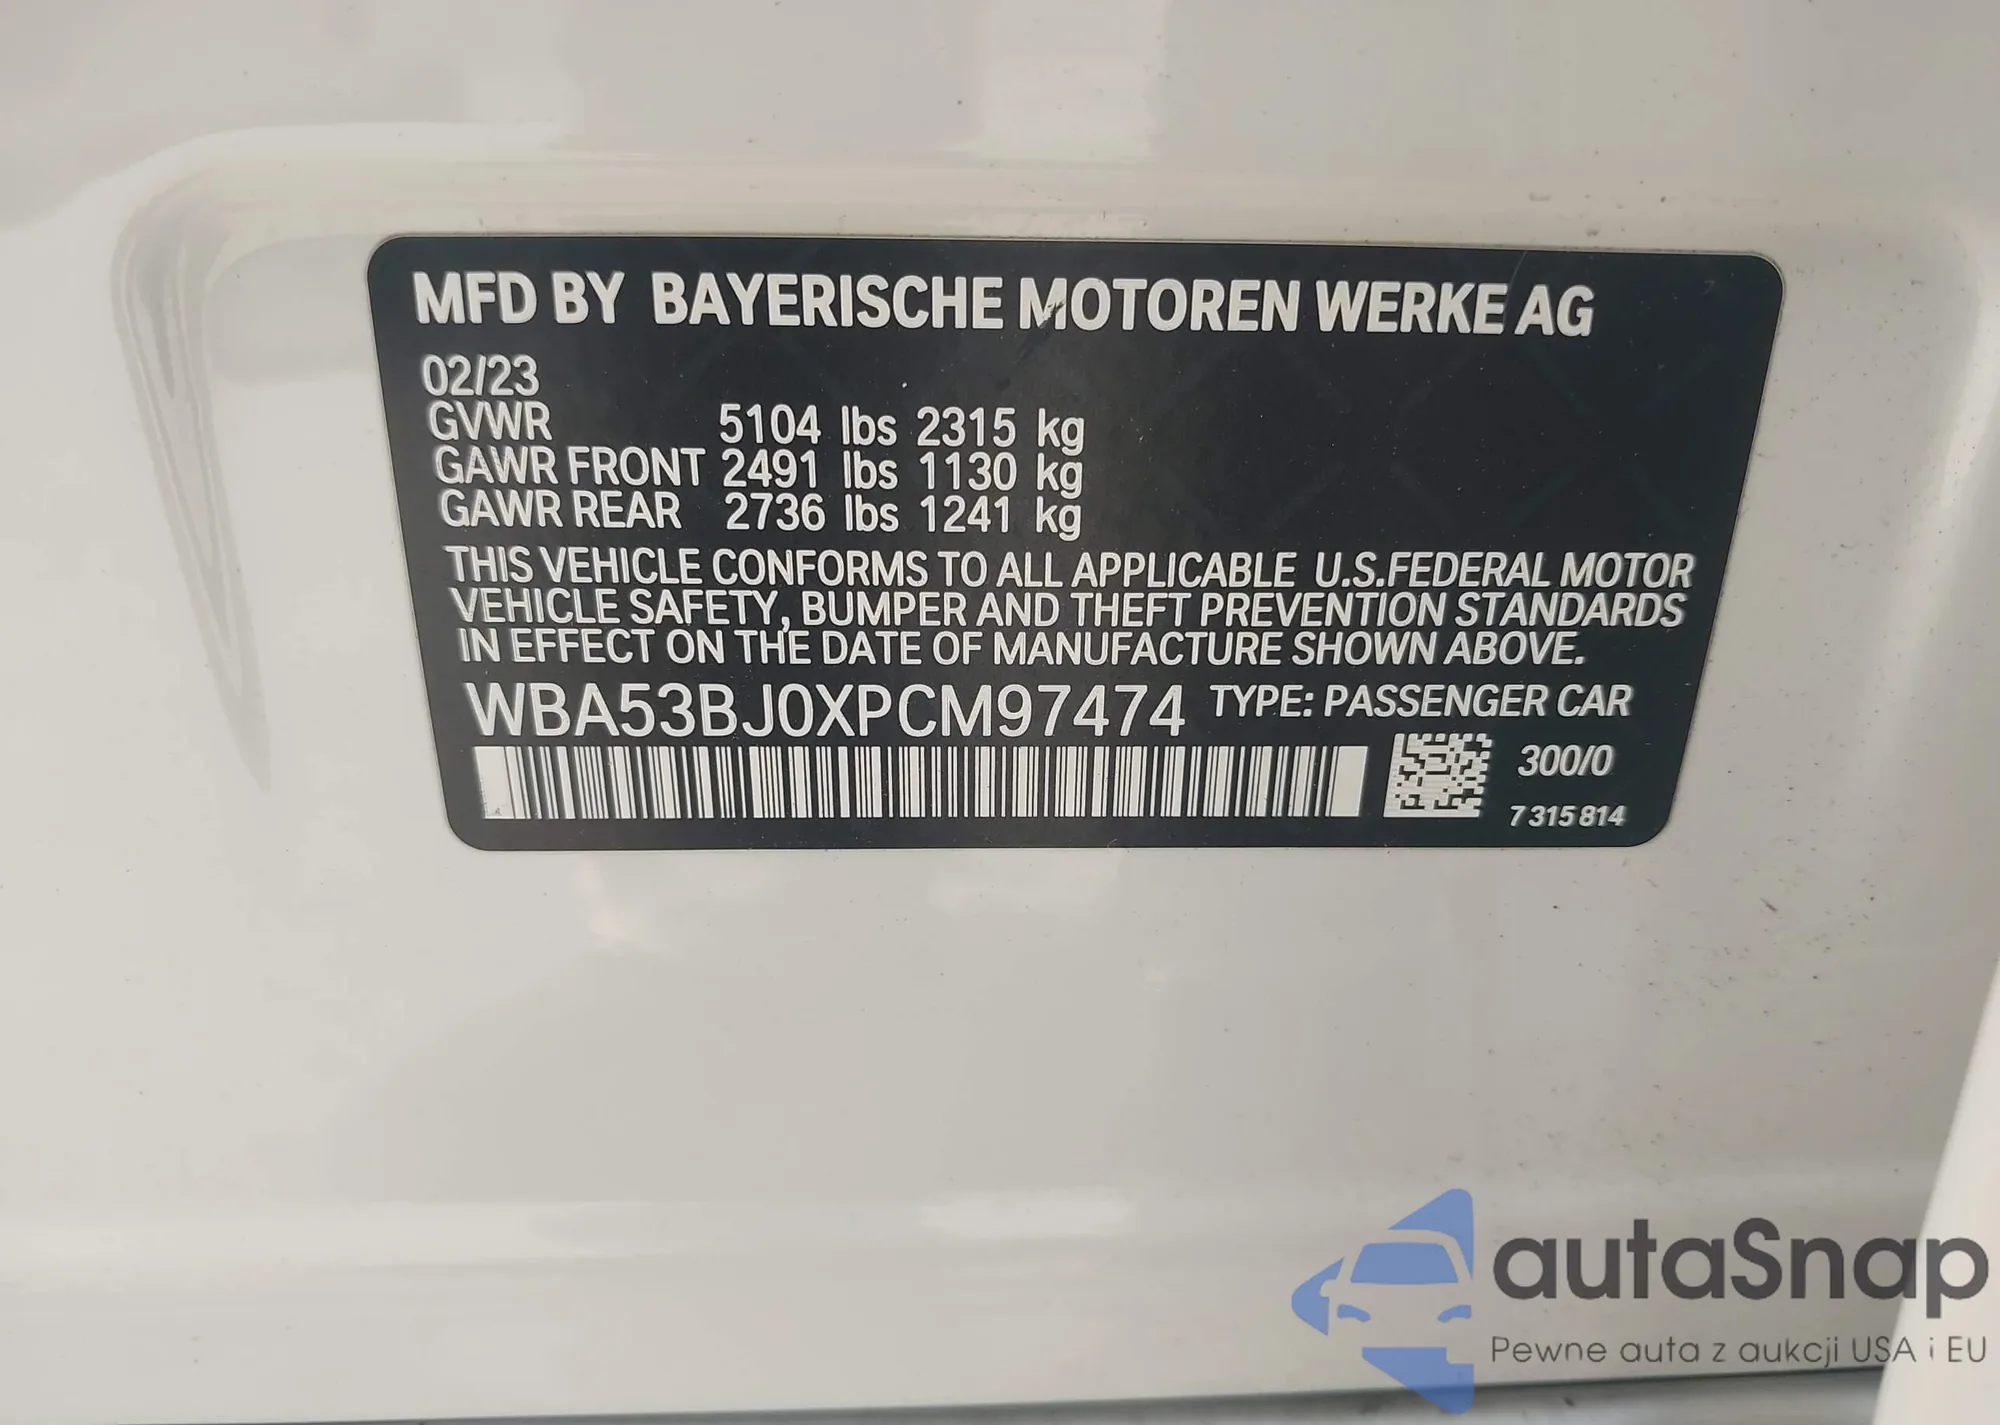 MFD BY BAYERISCHE MOTOREN WERKE AG
02/23
GVWR 5104 lbs 2315 kg
GAWR FRONT 2491 lbs 1130 kg
GAWR REAR 2736 lbs 1241 kg
THIS VEHICLE CONFORMS TO ALL APPLICABLE U.S.FEDERAL MOTOR
VEHICLE SAFETY, BUMPER AND THEFT PREVENTION STANDARDS
IN EFFECT ON THE DATE OF MANUFACTURE SHOWN ABOVE.
WBA53BJ0XPCM97474 TYPE: PASSENGER CAR
300/0
7 315 814
autaSnap
Pewne auta z aukcji USA i EU